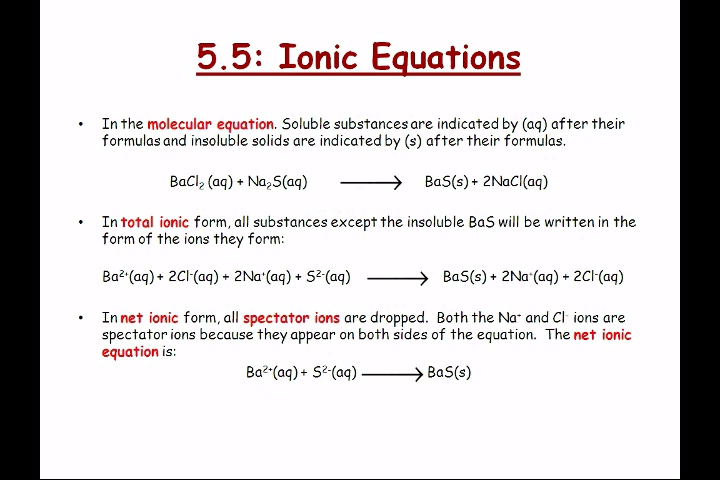 5.5: Ionic Equations
• In the molecular equation. Soluble substances are indicated by (aq) after their
formulas and insoluble solids are indicated by (s) after their formulas.
BaCl₂ (aq) + Na₂S(aq) ⟶ BaS(s) + 2NaCl(aq)
• In total ionic form, all substances except the insoluble BaS will be written in the
form of the ions they form:
Ba²⁺(aq) + 2Cl⁻(aq) + 2Na⁺(aq) + S²⁻(aq) ⟶ BaS(s) + 2Na⁺(aq) + 2Cl⁻(aq)
• In net ionic form, all spectator ions are dropped. Both the Na⁺ and Cl⁻ ions are
spectator ions because they appear on both sides of the equation. The net ionic
equation is:
Ba²⁺(aq) + S²⁻(aq) ⟶ BaS(s)